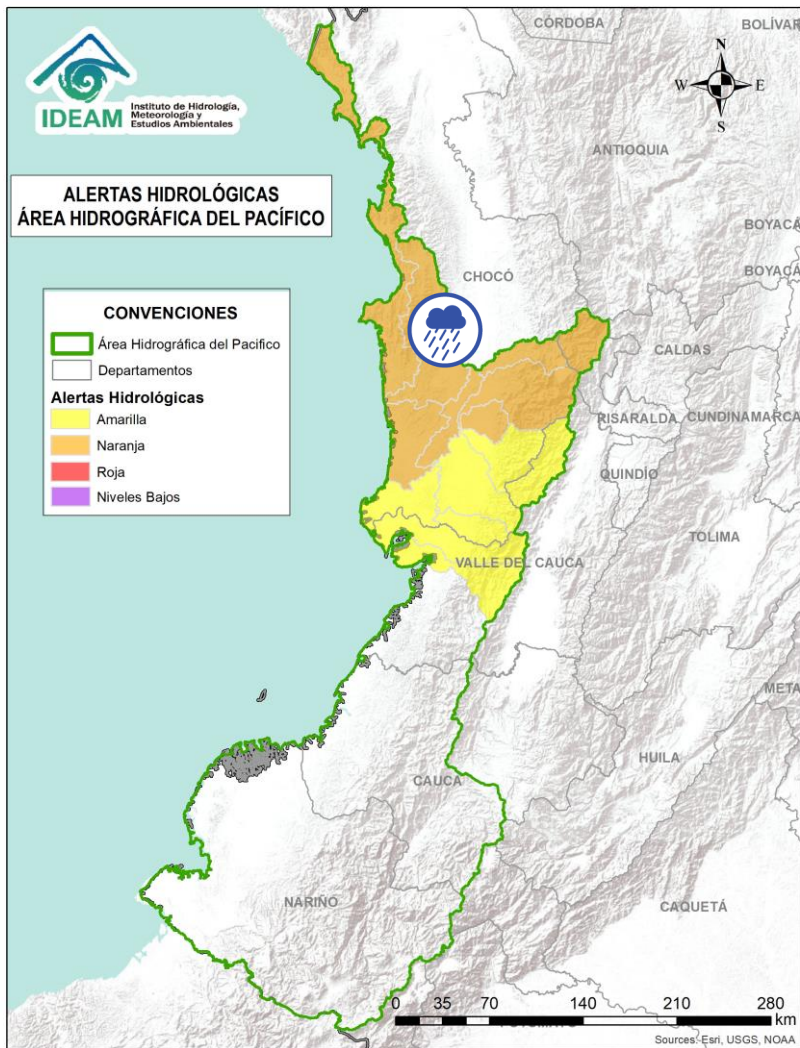 IDEAM
Instituto de Hidrología,
Meteorología y
Estudios Ambientales
ALERTAS HIDROLÓGICAS
ÁREA HIDROGRÁFICA DEL PACÍFICO
CONVENCIONES
Área Hidrográfica del Pacifico
Departamentos
Alertas Hidrológicas
Amarilla
Naranja
Roja
Niveles Bajos
N
W
E
S
CÓRDOBA
BOLÍVAR
ANTIOQUIA
BOYACÁ
BOYACÁ
CHOCÓ
CALDAS
RISARALDA
CUNDINAMARCA
QUINDÍO
TOLIMA
VALLE DEL CAUCA
META
HUILA
CAUCA
NARIÑO
CAQUETÁ
0 35 70 140 210 280
km
Sources: Esri, USGS, NOAA